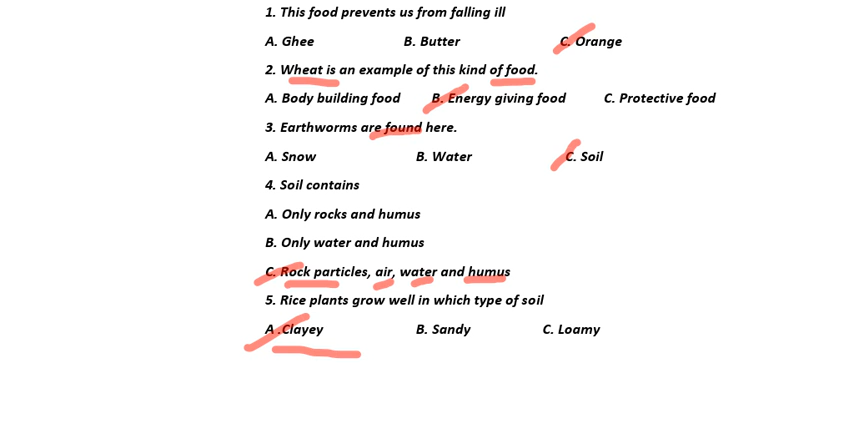 1. This food prevents us from falling ill
A. Ghee B. Butter C. Orange
2. Wheat is an example of this kind of food.
A. Body building food B. Energy giving food C. Protective food
3. Earthworms are found here.
A. Snow B. Water C. Soil
4. Soil contains
A. Only rocks and humus
B. Only water and humus
C. Rock particles, air, water and humus
5. Rice plants grow well in which type of soil
A .Clayey B. Sandy C. Loamy